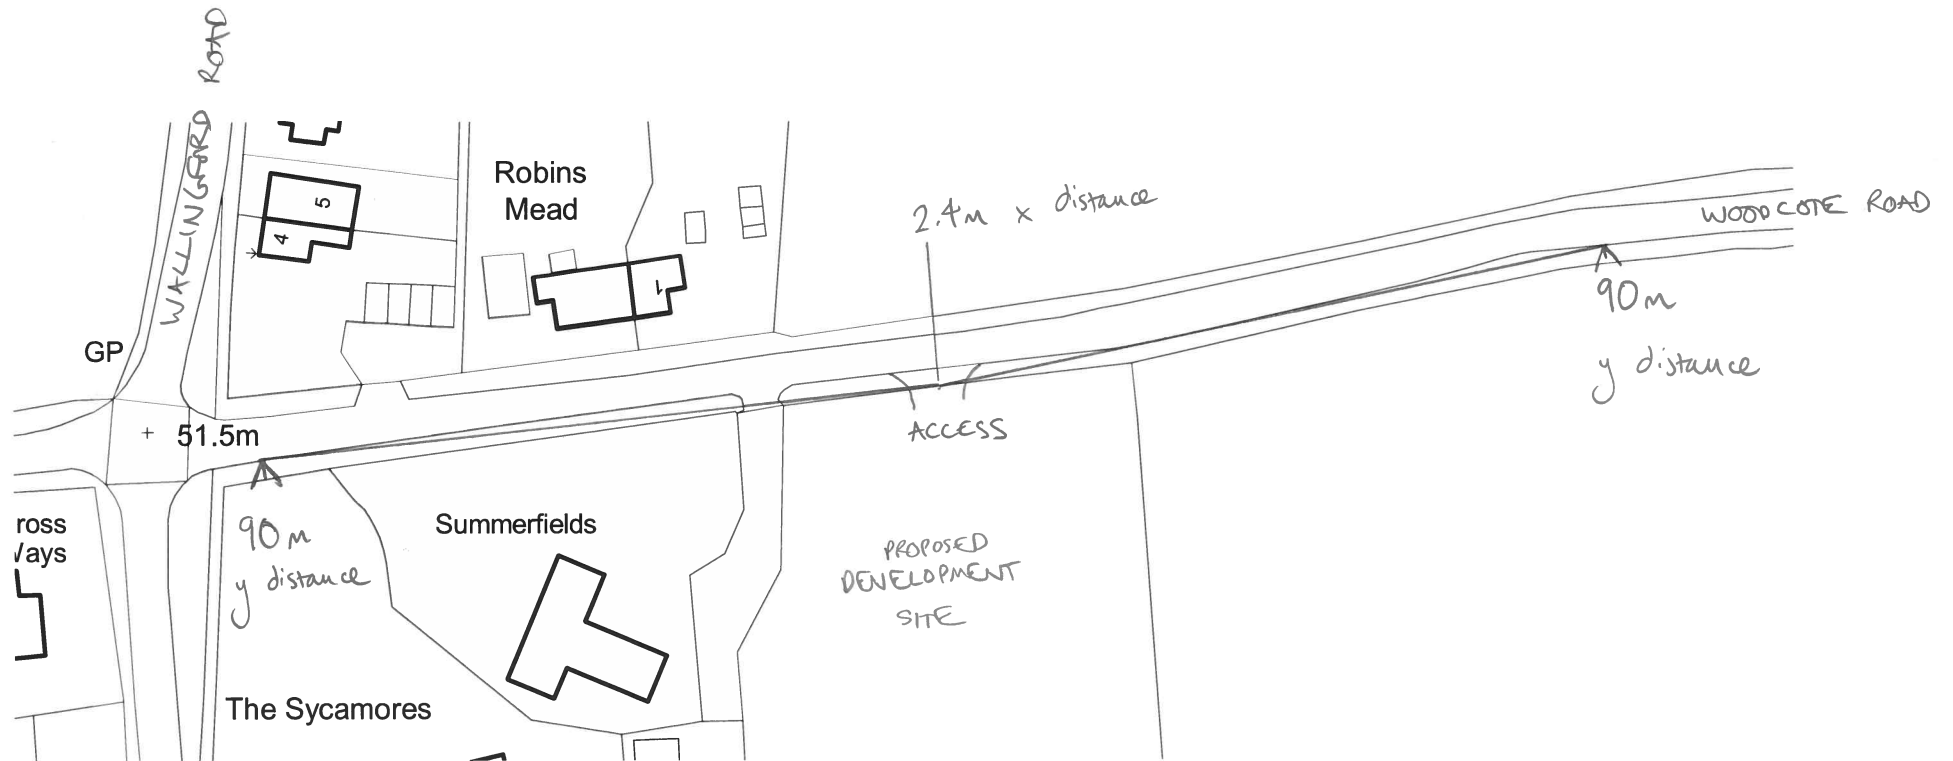 WALLINGFORD ROAD
5
4
Robins
Mead
1
2.4m x distance
WOODCOTE ROAD
GP
51.5m
ACCESS
90m
y distance
90m
y distance
ross
Ways
Summerfields
PROPOSED
DEVELOPMENT
SITE
The Sycamores